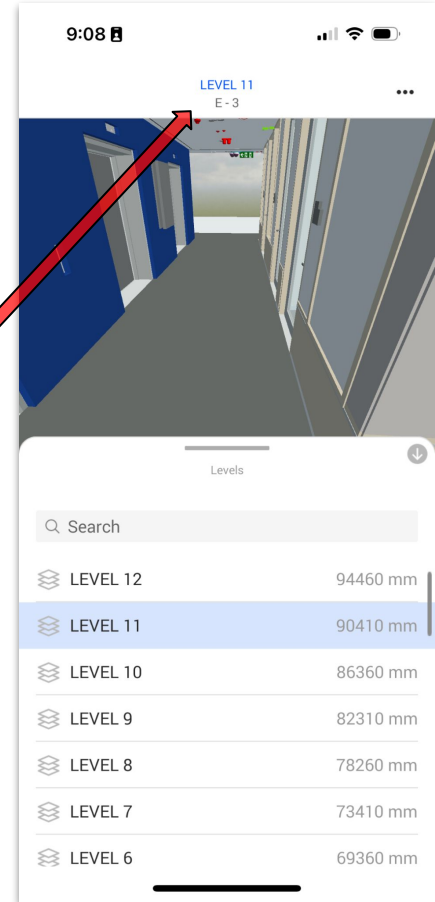 9:08
LEVEL 11
E - 3
Levels
Search
LEVEL 12 94460 mm
LEVEL 11 90410 mm
LEVEL 10 86360 mm
LEVEL 9 82310 mm
LEVEL 8 78260 mm
LEVEL 7 73410 mm
LEVEL 6 69360 mm